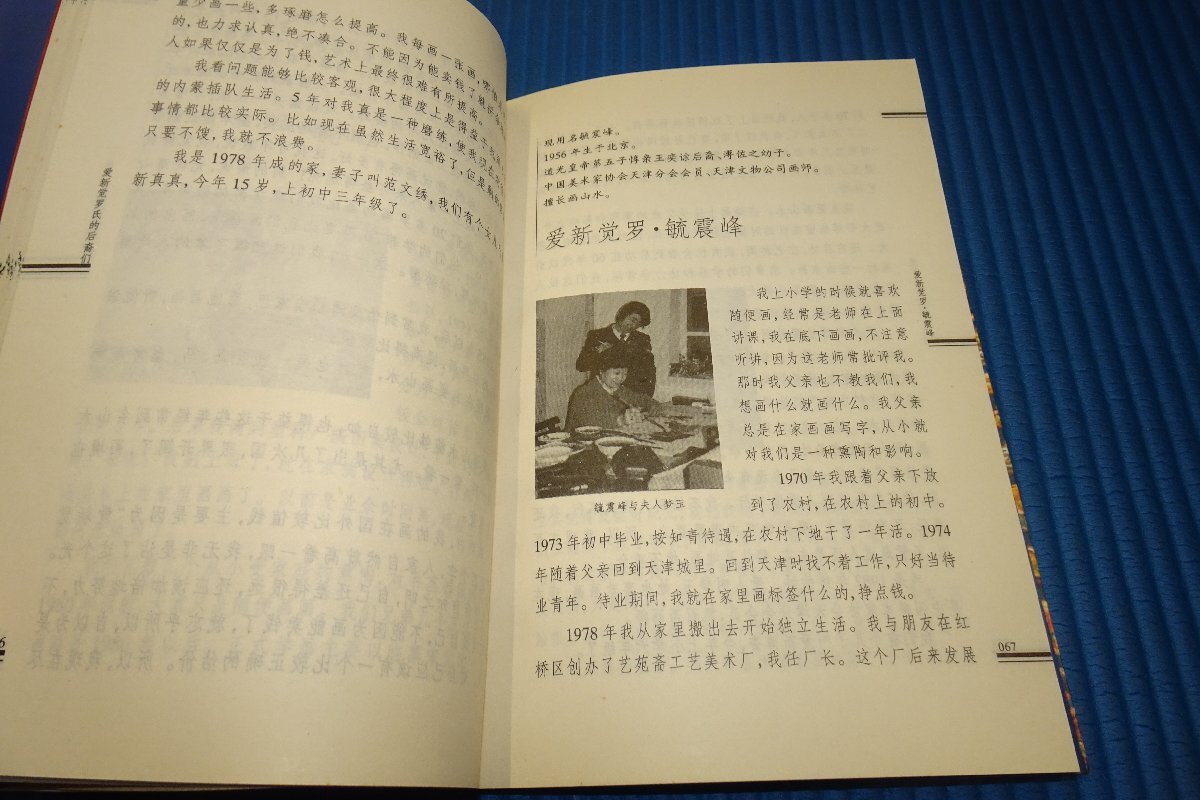 量少画一些，多琢磨怎么提高。我每画一张画，
的，也力求认真，绝不凑合。不能因为能卖钱了就
人如果仅仅是为了钱，艺术上最终很难有所提高。
我看问题能够比较客观，很大程度上是得益于
的内蒙插队生活。5年对我真是一种磨练，使我现在
事情都比较实际。比如现在虽然生活宽裕了，但是
只要不馊，我就不浪费。
我是1978年成的家，妻子叫范文绣，我们有个女儿
新真真，今年15岁，上初中三年级了。
爱新觉罗氏的后裔们
现用名毓震峰。
1956年生于北京。
道光皇帝第五子惇亲王奕誴后裔、溥佐之幼子。
中国美术家协会天津分会会员、天津文物公司画师。
擅长画山水。
爱新觉罗·毓震峰
我上小学的时候就喜欢
随便画，经常是老师在上面
讲课，我在底下画画，不注意
听讲，因为这老师常批评我。
那时我父亲也不教我们，我
想画什么就画什么。我父亲
总是在家画画写字，从小就
对我们是一种熏陶和影响。
1970年我跟着父亲下放
到了农村，在农村上的初中。
毓震峰与夫人梦玉
1973年初中毕业，按知青待遇，在农村下地干了一年活。1974
年随着父亲回到天津城里。回到天津时找不着工作，只好当待
业青年。待业期间，我就在家里画标签什么的，挣点钱。
1978年我从家里搬出去开始独立生活。我与朋友在红
桥区创办了艺苑斋工艺美术厂，我任厂长。这个厂后来发展
爱新觉罗·毓震峰
067